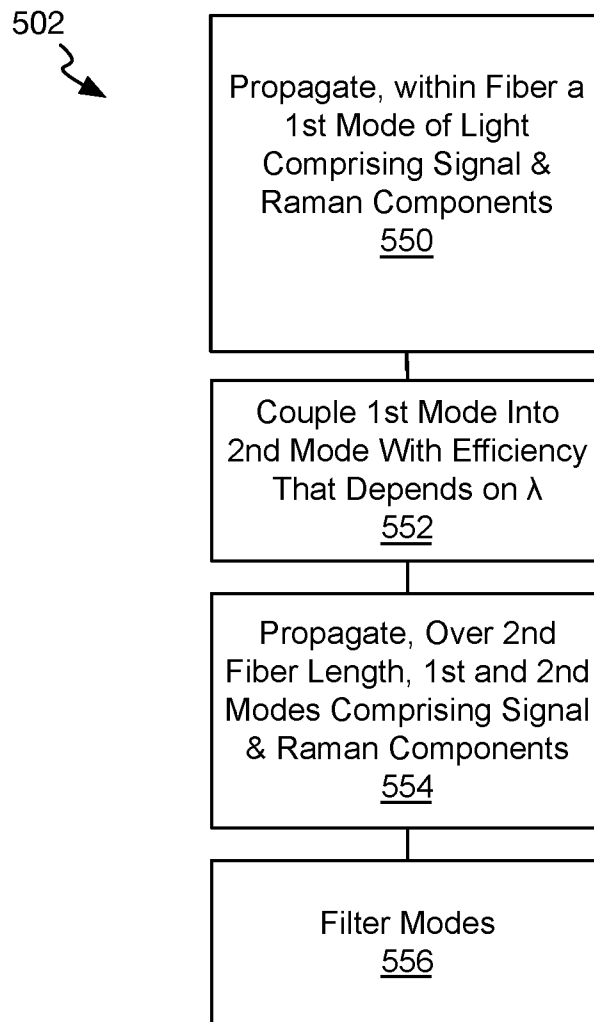 502
Propagate, within Fiber a
1st Mode of Light
Comprising Signal &
Raman Components
550
Couple 1st Mode Into
2nd Mode With Efficiency
That Depends on λ
552
Propagate, Over 2nd
Fiber Length, 1st and 2nd
Modes Comprising Signal
& Raman Components
554
Filter Modes
556